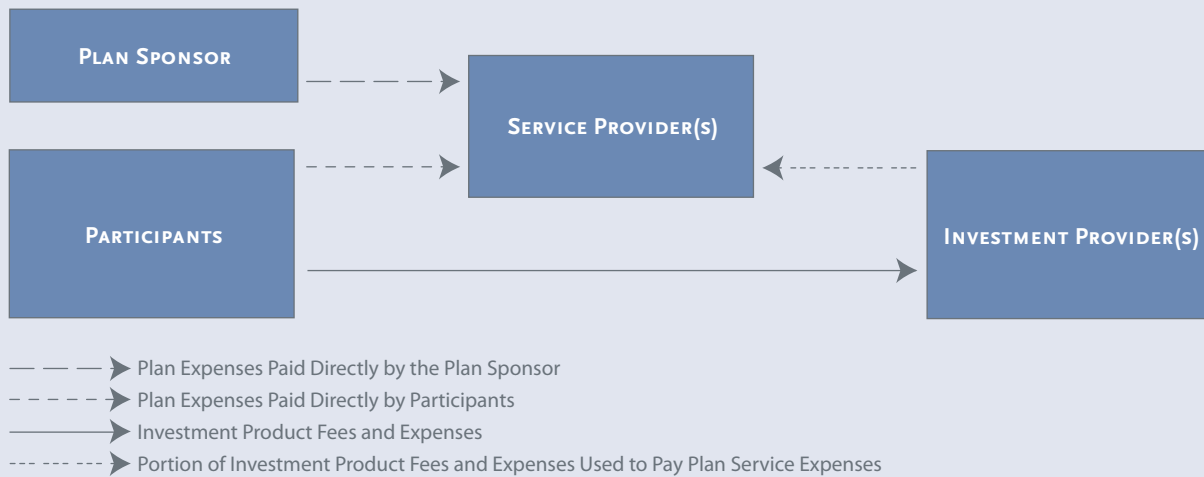 PLAN SPONSOR
SERVICE PROVIDER(S)
PARTICIPANTS
INVESTMENT PROVIDER(S)
Plan Expenses Paid Directly by the Plan Sponsor
Plan Expenses Paid Directly by Participants
Investment Product Fees and Expenses
Portion of Investment Product Fees and Expenses Used to Pay Plan Service Expenses